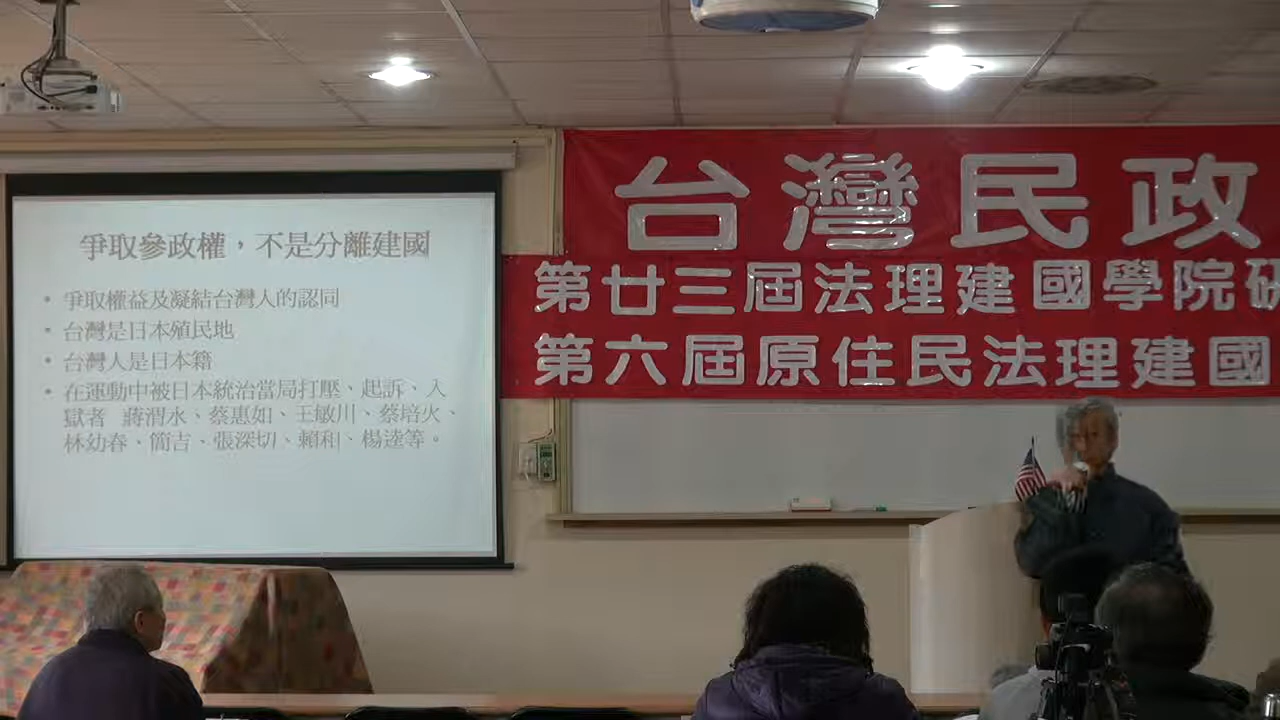 爭取參政權，不是分離建國
• 爭取權益及凝結台灣人的認同
• 台灣是日本殖民地
• 台灣人是日本籍
• 在運動中被日本統治當局打壓、起訴、入
獄者 蔣渭水、蔡惠如、王敏川、蔡培火、
林幼春、簡吉、張深切、賴和、楊逵等。
台灣民政
第廿三屆法理建國學院研
第六屆原住民法理建國